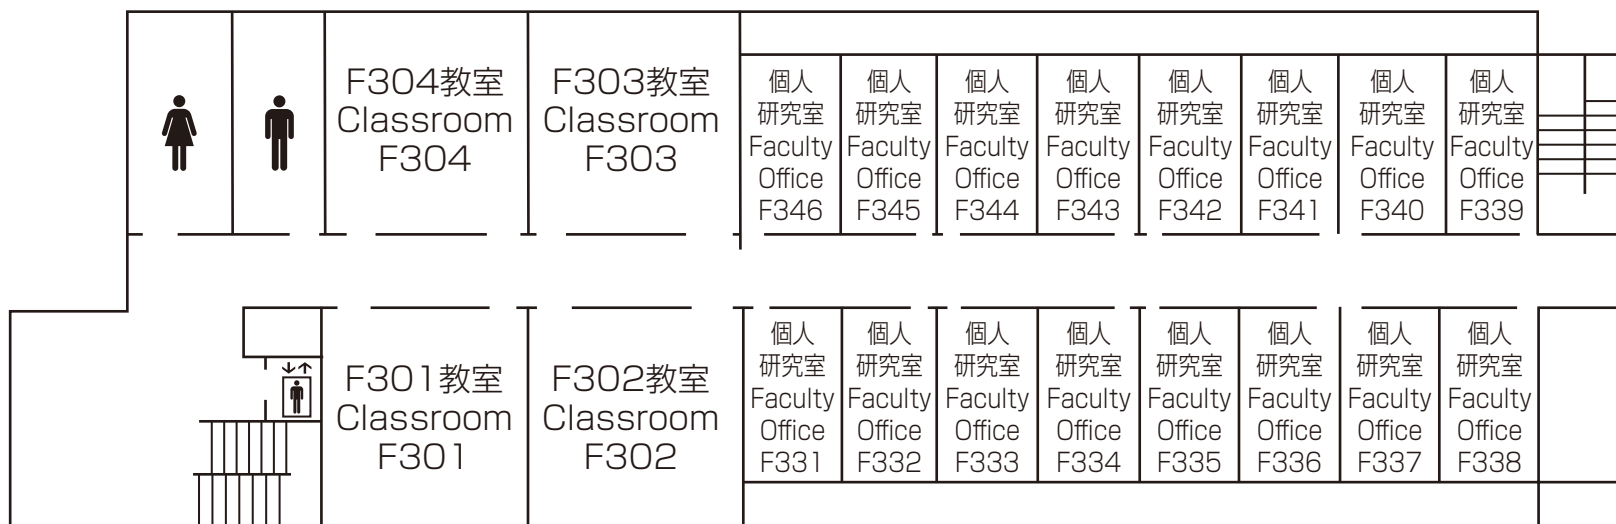 F304教室
Classroom
F304
F303教室
Classroom
F303
個人
研究室
Faculty
Office
F346
個人
研究室
Faculty
Office
F345
個人
研究室
Faculty
Office
F344
個人
研究室
Faculty
Office
F343
個人
研究室
Faculty
Office
F342
個人
研究室
Faculty
Office
F341
個人
研究室
Faculty
Office
F340
個人
研究室
Faculty
Office
F339
F301教室
Classroom
F301
F302教室
Classroom
F302
個人
研究室
Faculty
Office
F331
個人
研究室
Faculty
Office
F332
個人
研究室
Faculty
Office
F333
個人
研究室
Faculty
Office
F334
個人
研究室
Faculty
Office
F335
個人
研究室
Faculty
Office
F336
個人
研究室
Faculty
Office
F337
個人
研究室
Faculty
Office
F338